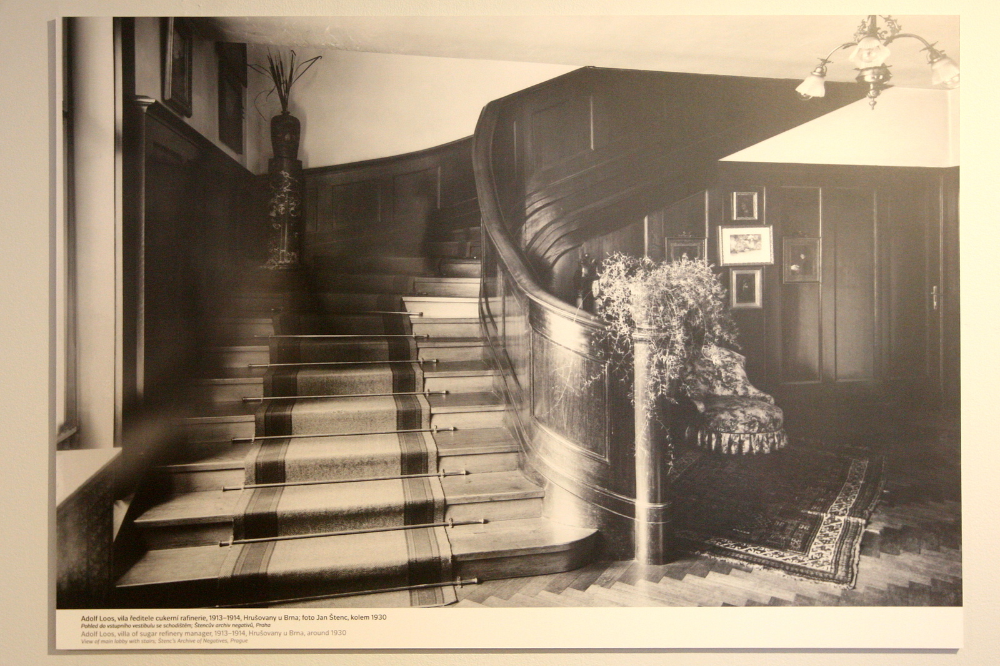 Adolf Loos, vila ředitele cukerní rafinerie, 1913–1914, Hrušovany u Brna; foto Jan Štenc, kolem 1930
Pohled do vstupního vestibulu se schodištěm; Štencův archiv negativů, Praha
Adolf Loos, villa of sugar refinery manager, 1913–1914, Hrušovany u Brna, around 1930
View of main lobby with stairs; Štenc's Archive of Negatives, Prague